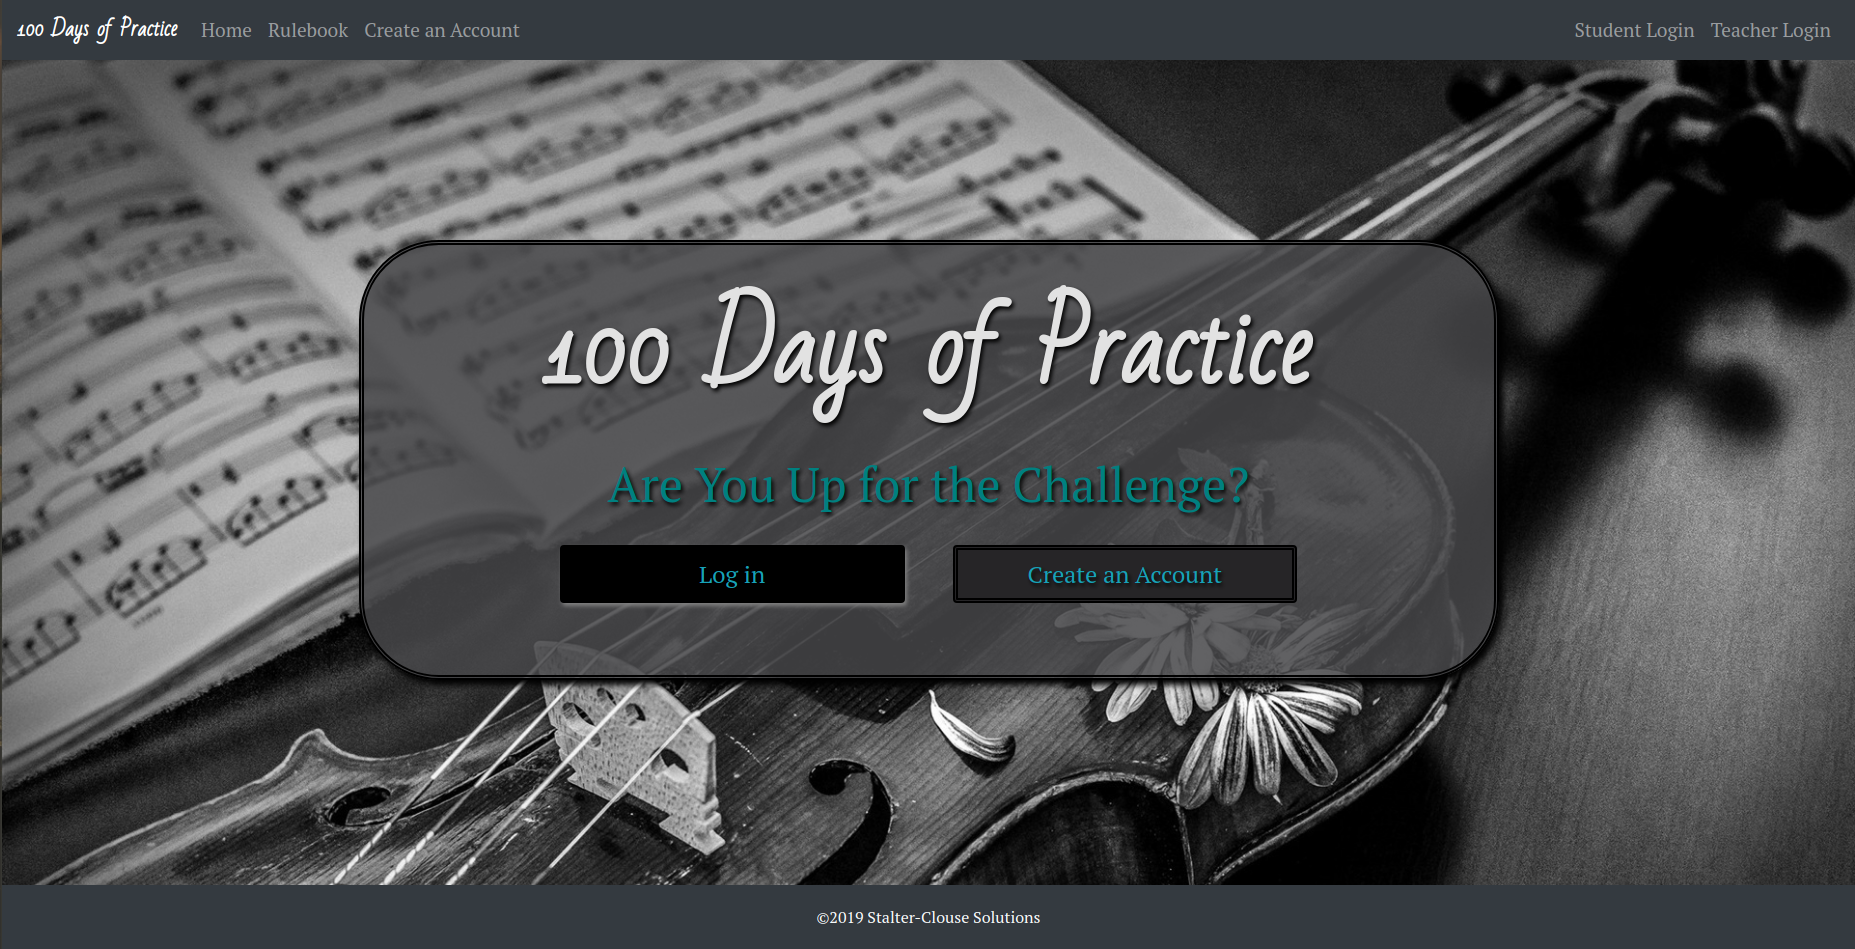 100 Days of Practice Home Rulebook Create an Account Student Login Teacher Login
100 Days of Practice
Are You Up for the Challenge?
Log in Create an Account
©2019 Stalter-Clouse Solutions